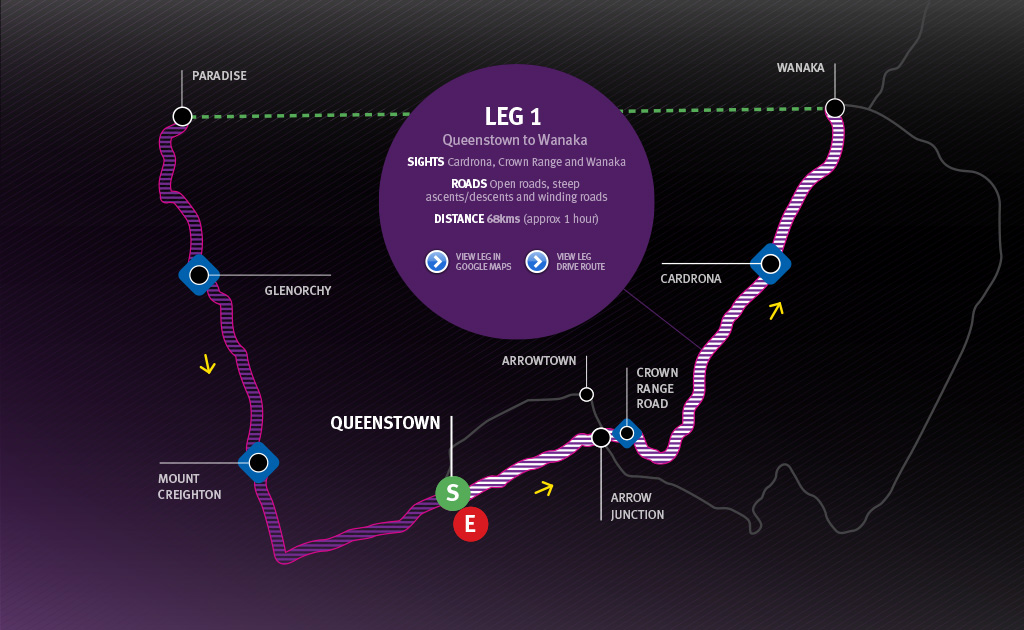 PARADISE
WANAKA
LEG 1
Queenstown to Wanaka
SIGHTS Cardrona, Crown Range and Wanaka
ROADS Open roads, steep
ascents/descents and winding roads
DISTANCE 68kms (approx 1 hour)
VIEW LEG IN
GOOGLE MAPS
VIEW LEG
DRIVE ROUTE
GLENORCHY
CARDRONA
ARROWTOWN
CROWN
RANGE
ROAD
QUEENSTOWN
MOUNT
CREIGHTON
S
E
ARROW
JUNCTION